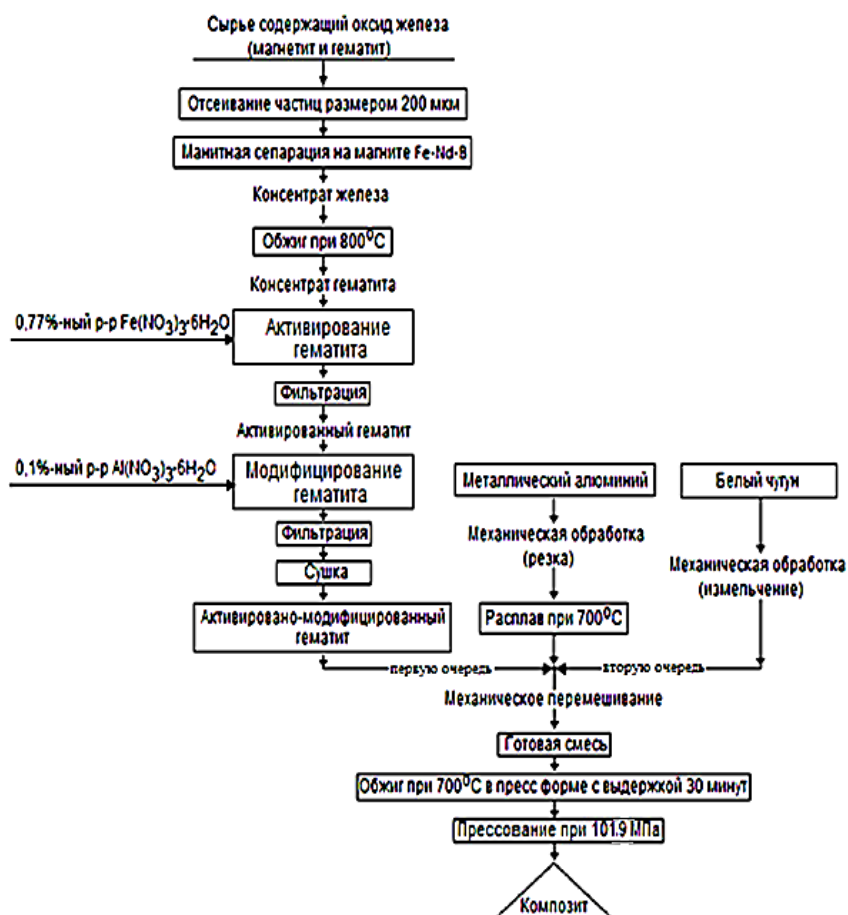 Сырье содержащий оксид железа
(магнетит и гематит)
Отсеивание частиц размером 200 мкм
Манитная сепарация на магните Fe-Nd-B
Консентрат железа
Обжиг при 800⁰С
Консентрат гематита
0,77%-ный р-р Fe(NO₃)₃·6H₂O
Активирование
гематита
Фильтрация
Активированный гематит
0,1%-ный р-р Al(NO₃)₃·6H₂O
Модифицирование
гематита
Фильтрация
Сушка
Активировано-модифицированный
гематит
Металлический алюминий
Механическая обработка
(резка)
Расплав при 700⁰С
Белый чугун
Механическая обработка
(измельчение)
первую очередь
вторую очередь
Механическое перемешивание
Готовая смесь
Обжиг при 700⁰С в пресс форме с выдержкой 30 минут
Прессование при 101.9 МПа
Композит